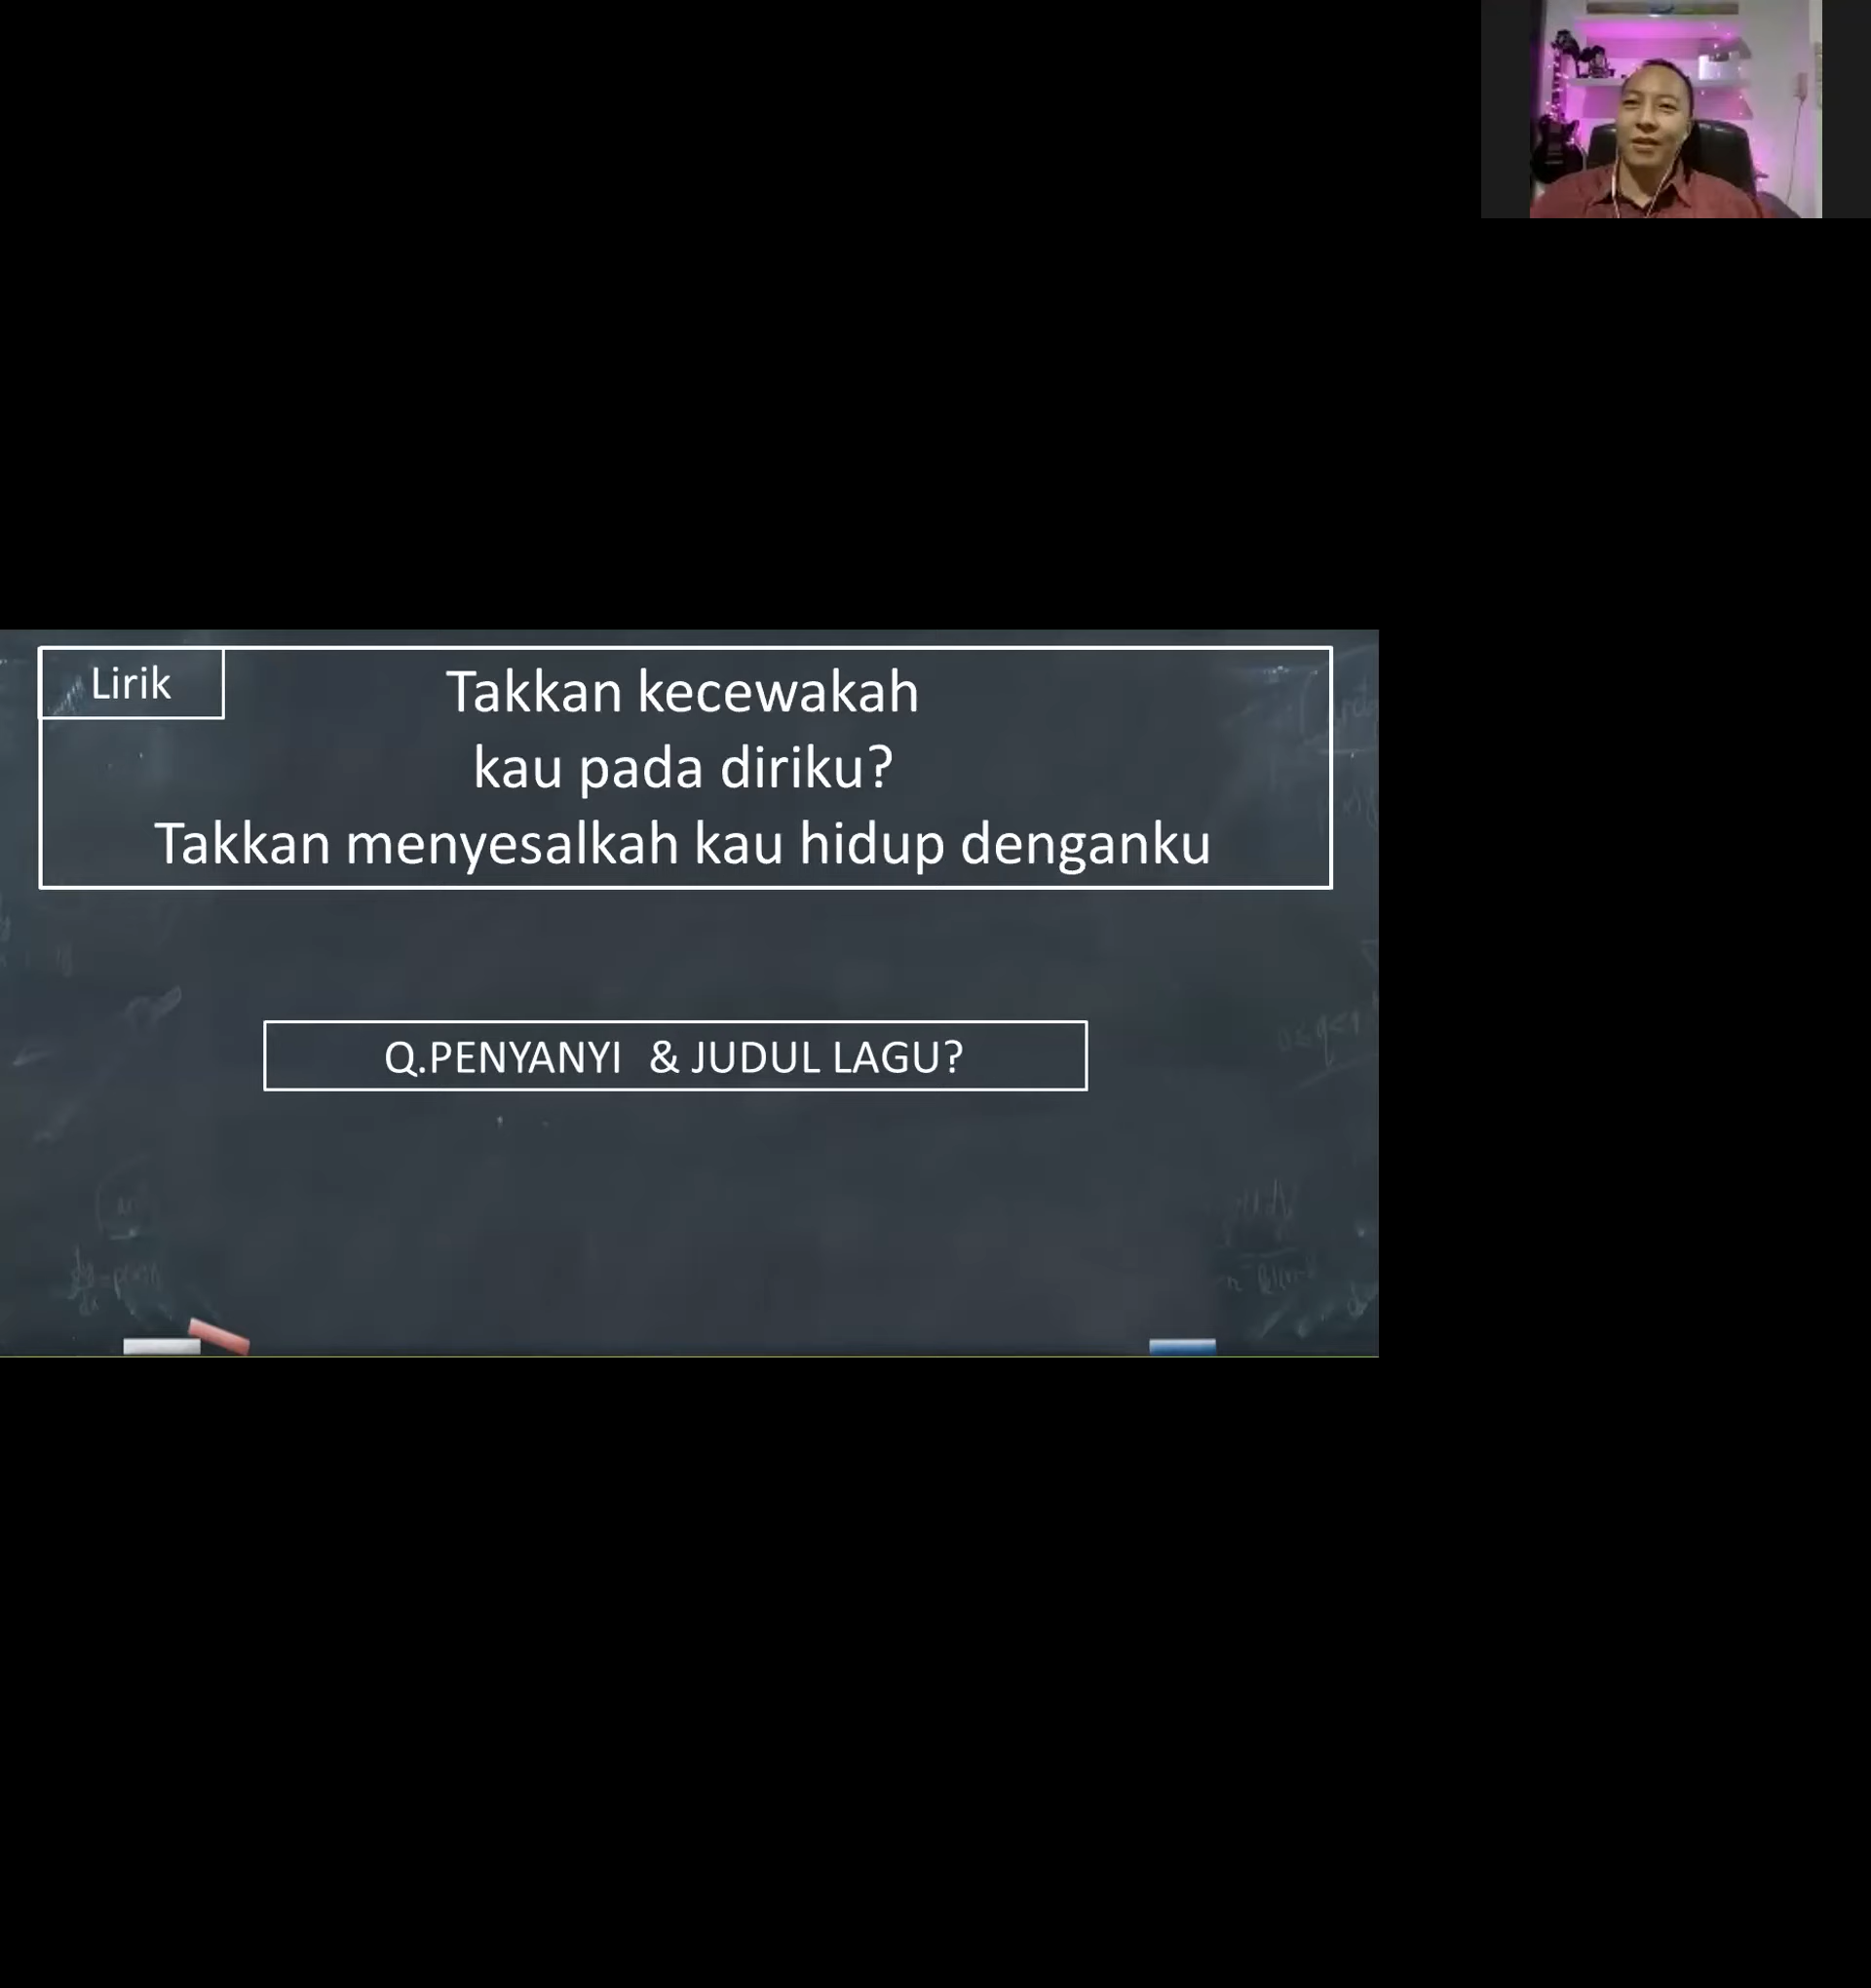 Lirik
Takkan kecewakah
kau pada diriku?
Takkan menyesalkah kau hidup denganku
Q.PENYANYI & JUDUL LAGU?